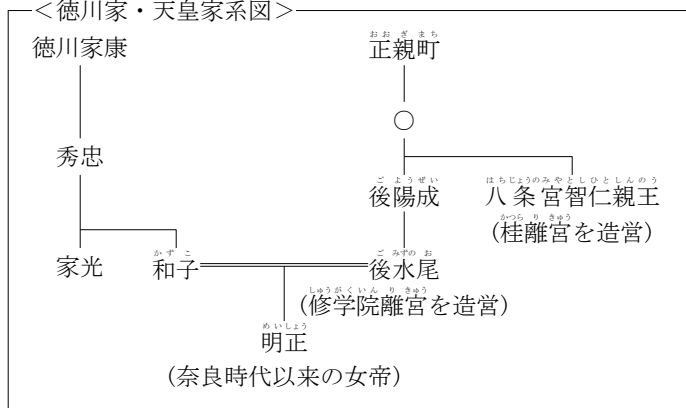 <徳川家・天皇家系図>
徳川家康
正親町
おおぎまち
○
秀忠
後陽成
ごようぜい
八条宮智仁親王
はちじょうのみやとしひとしんのう
(桂離宮を造営)
かつらりきゅう
家光
和子
かずこ
後水尾
ごみずのお
(修学院離宮を造営)
しゅうがくいんりきゅう
明正
めいしょう
(奈良時代以来の女帝)